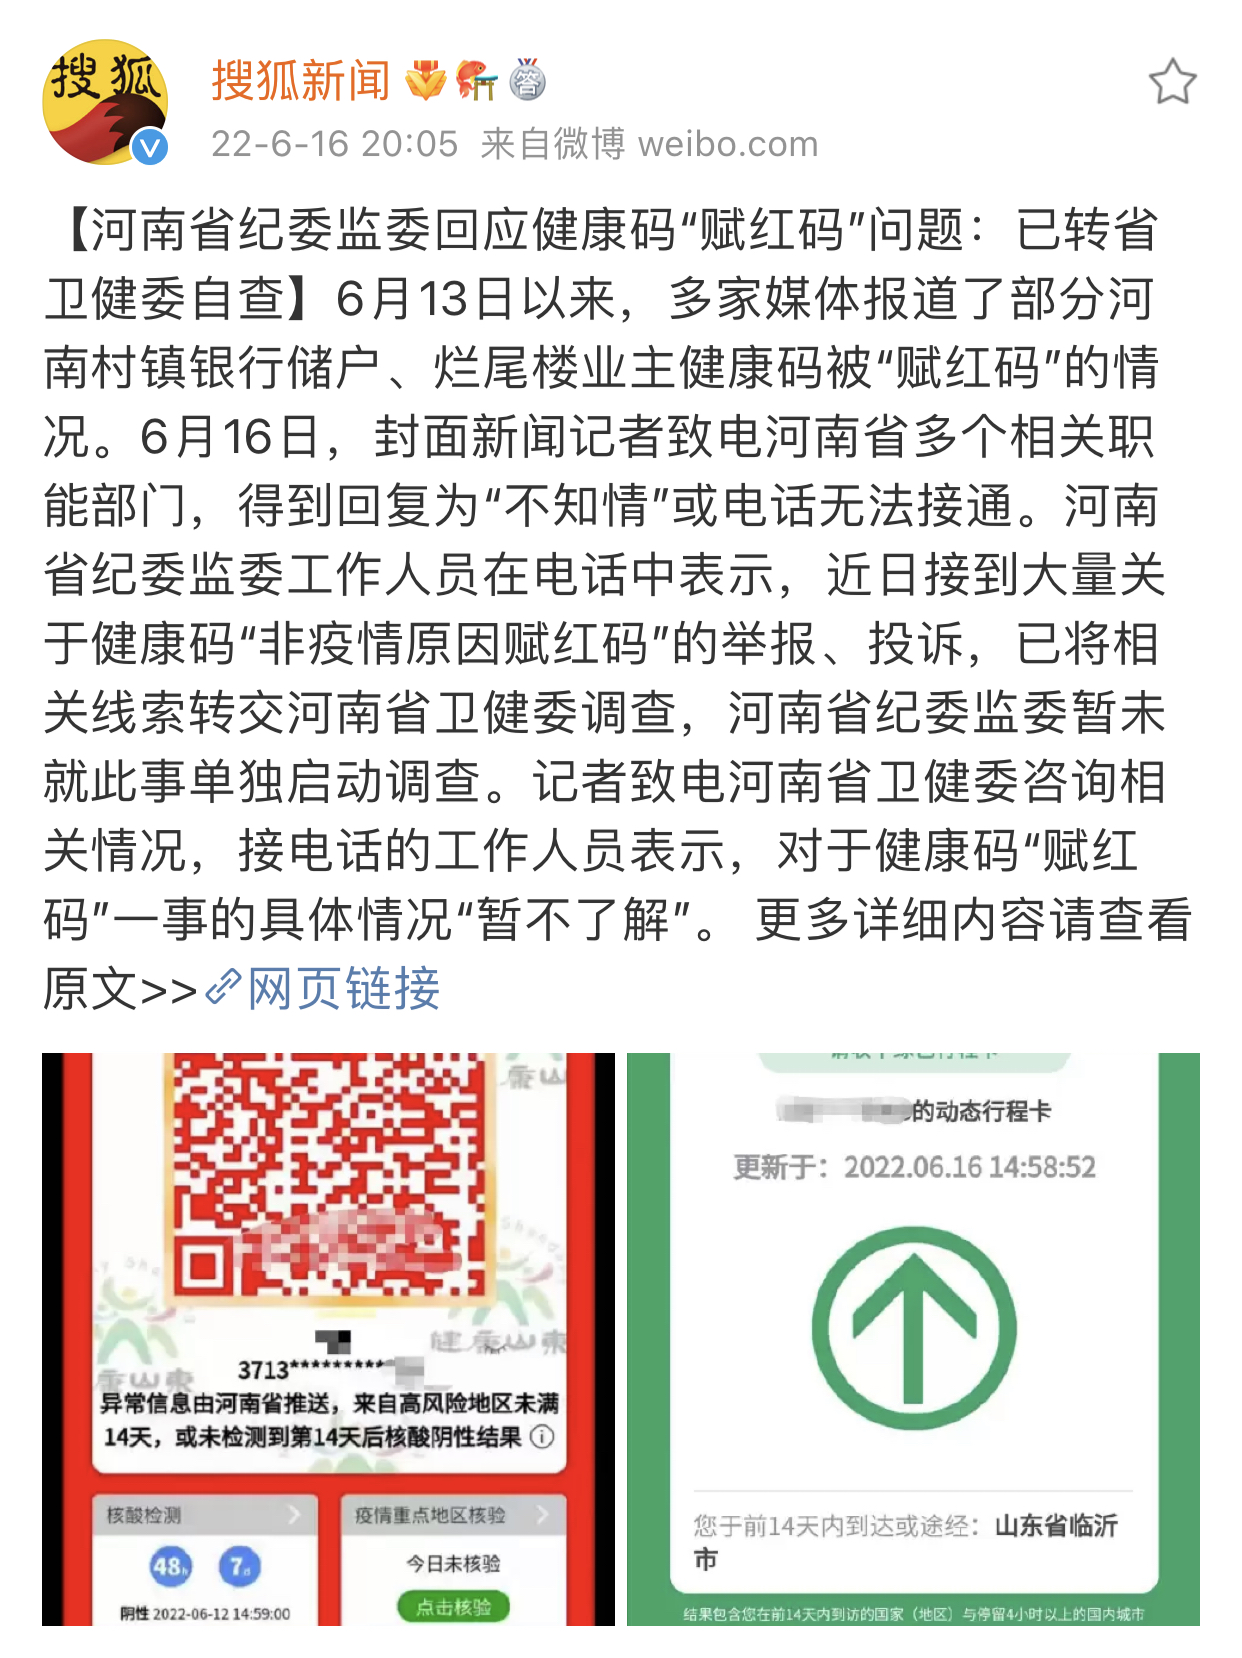 搜狐
搜狐新闻
答
22-6-16 20:05 来自微博 weibo.com
【河南省纪委监委回应健康码“赋红码”问题：已转省
卫健委自查】6月13日以来，多家媒体报道了部分河
南村镇银行储户、烂尾楼业主健康码被“赋红码”的情
况。6月16日，封面新闻记者致电河南省多个相关职
能部门，得到回复为“不知情”或电话无法接通。河南
省纪委监委工作人员在电话中表示，近日接到大量关
于健康码“非疫情原因赋红码”的举报、投诉，已将相
关线索转交河南省卫健委调查，河南省纪委监委暂未
就此事单独启动调查。记者致电河南省卫健委咨询相
关情况，接电话的工作人员表示，对于健康码“赋红
码”一事的具体情况“暂不了解”。 更多详细内容请查看
原文>>网页链接
康山
健康山东
康山东
3713**********
异常信息由河南省推送，来自高风险地区未满
14天，或未检测到第14天后核酸阴性结果
核酸检测
48h 7d
阴性 2022-06-12 14:59:00
疫情重点地区核验
今日未核验
点击核验
的动态行程卡
更新于：2022.06.16 14:58:52
您于前14天内到达或途经：山东省临沂
市
结果包含您在前14天内到访的国家（地区）与停留4小时以上的国内城市